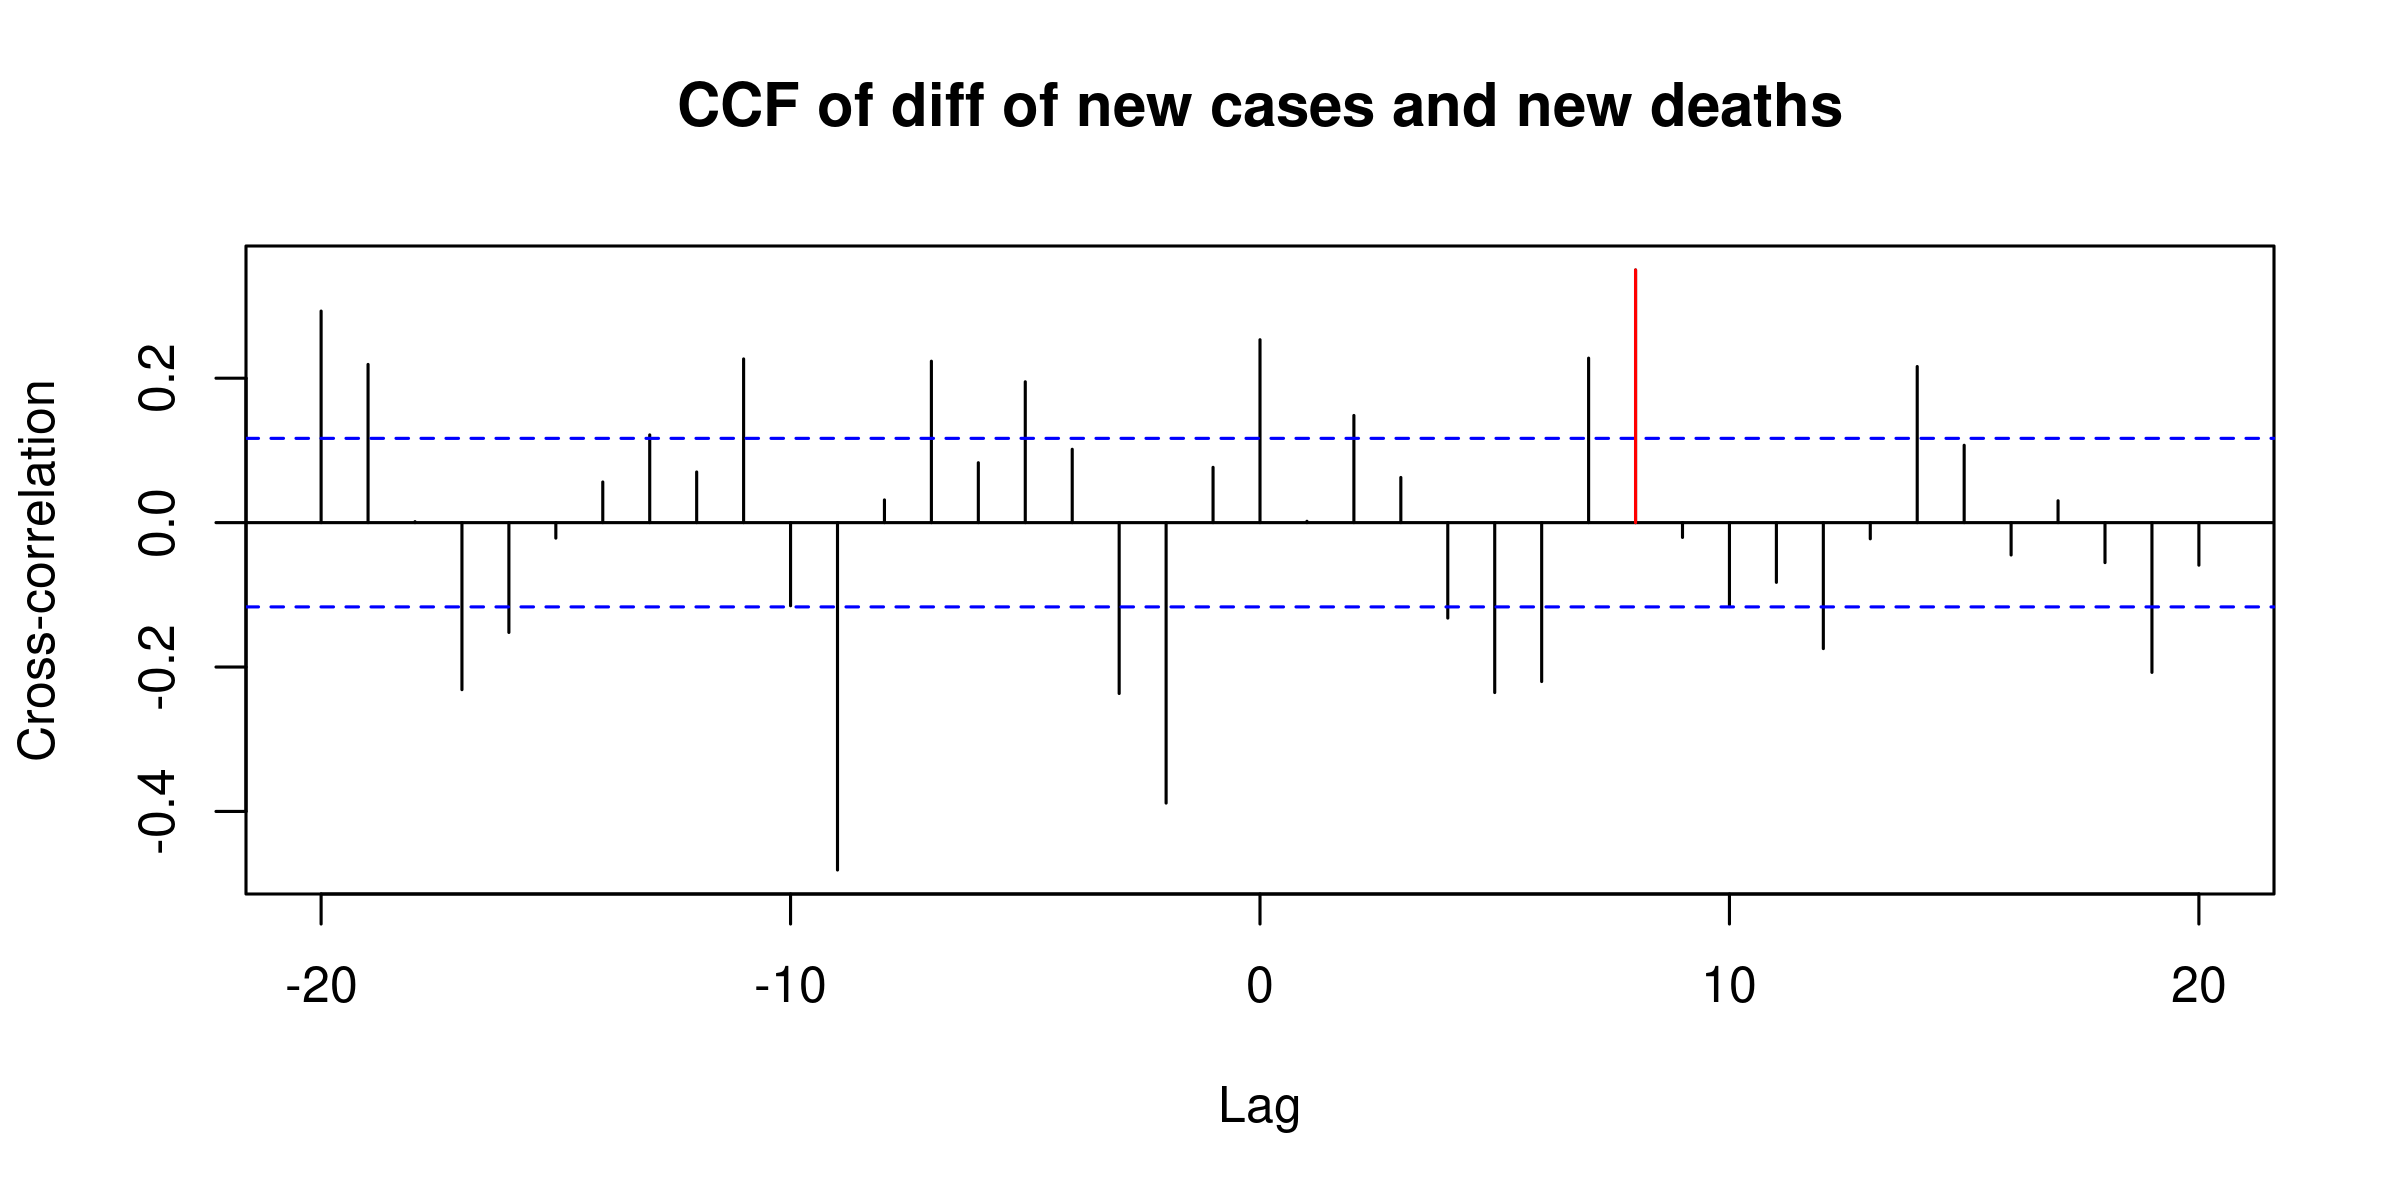 CCF of diff of new cases and new deaths
Cross-correlation
0.2
0.0
-0.2
-0.4
-20 -10 0 10 20
Lag